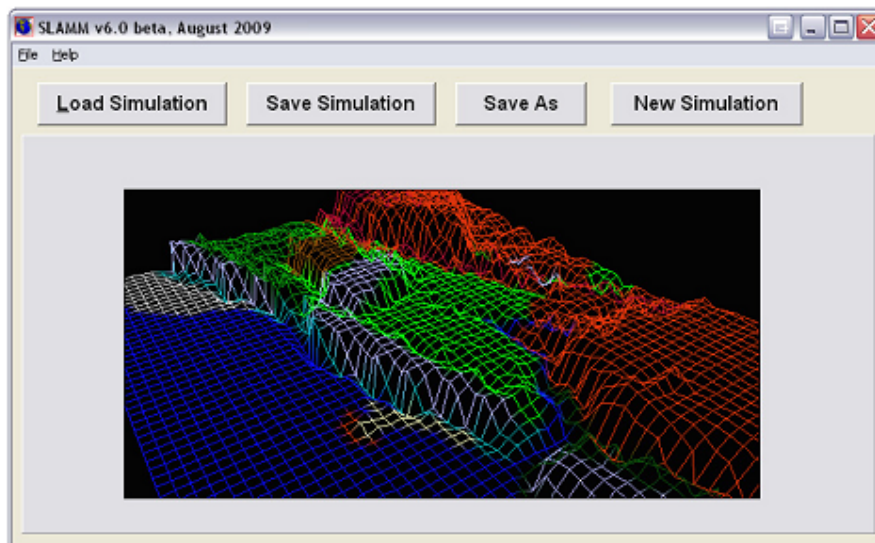 SLAMM v6.0 beta, August 2009
File Help
Load Simulation Save Simulation Save As New Simulation